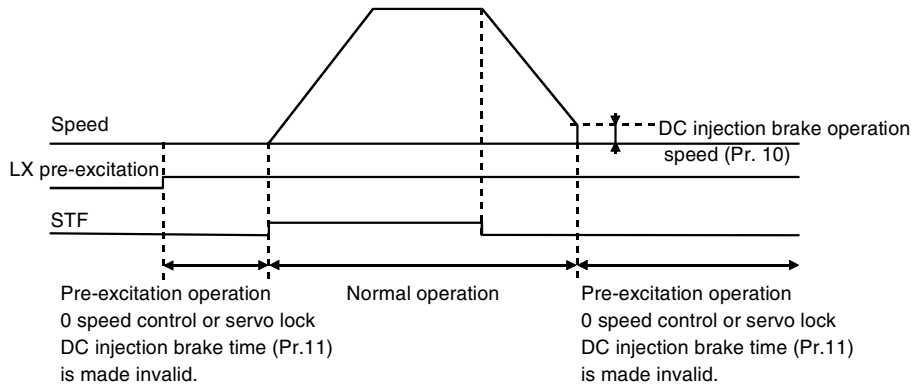 Speed
DC injection brake operation
speed (Pr. 10)
LX pre-excitation
STF
Pre-excitation operation
0 speed control or servo lock
DC injection brake time (Pr.11)
is made invalid.
Normal operation
Pre-excitation operation
0 speed control or servo lock
DC injection brake time (Pr.11)
is made invalid.